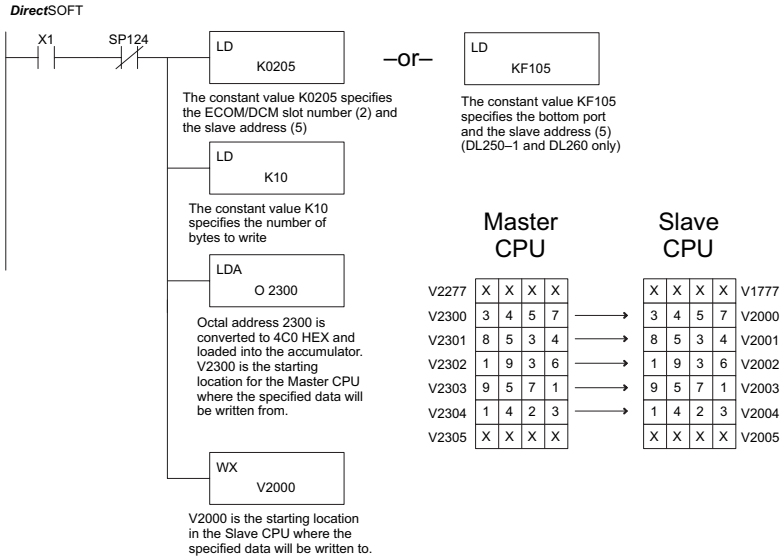 DirectSOFT
X1
SP124
LD
K0205
–or–
LD
KF105
The constant value K0205 specifies
the ECOM/DCM slot number (2) and
the slave address (5)
The constant value KF105
specifies the bottom port
and the slave address (5)
(DL250–1 and DL260 only)
LD
K10
The constant value K10
specifies the number of
bytes to write
LDA
O 2300
Octal address 2300 is
converted to 4C0 HEX and
loaded into the accumulator.
V2300 is the starting
location for the Master CPU
where the specified data will
be written from.
WX
V2000
V2000 is the starting location
in the Slave CPU where the
specified data will be written to.
Master
CPU
Slave
CPU
V2277 X X X X X X X X V1777
V2300 3 4 5 7 3 4 5 7 V2000
V2301 8 5 3 4 8 5 3 4 V2001
V2302 1 9 3 6 1 9 3 6 V2002
V2303 9 5 7 1 9 5 7 1 V2003
V2304 1 4 2 3 1 4 2 3 V2004
V2305 X X X X X X X X V2005